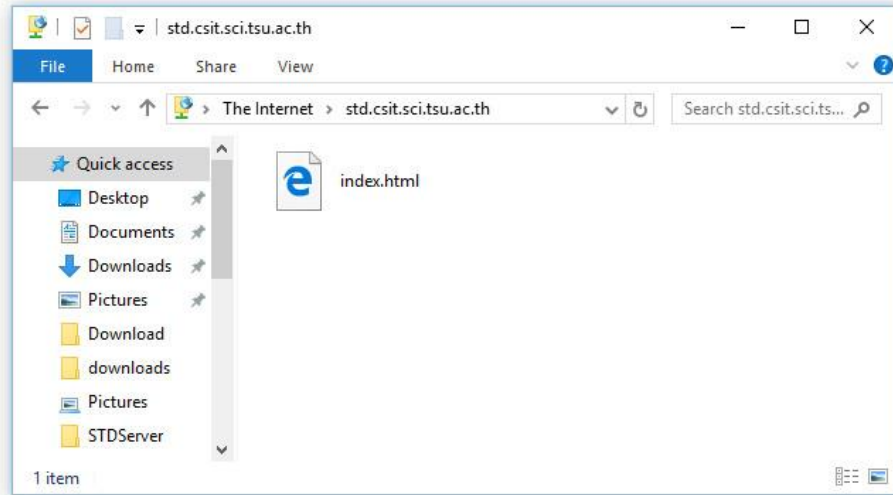 std.csit.sci.tsu.ac.th
File Home Share View
The Internet > std.csit.sci.tsu.ac.th
Search std.csit.sci.ts...
Quick access
Desktop
Documents
Downloads
Pictures
Download
downloads
Pictures
STDServer
index.html
1 item